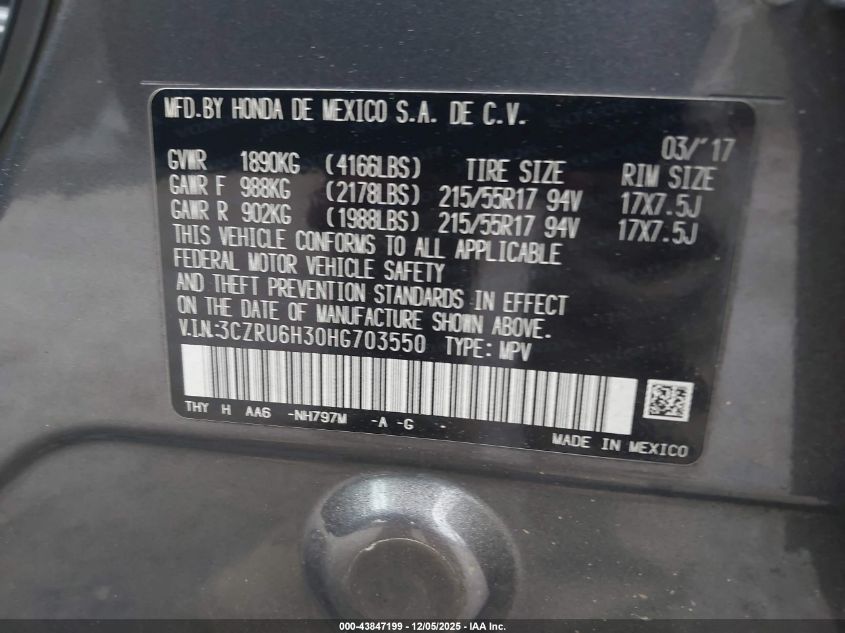 MFD.BY HONDA DE MEXICO S.A. DE C.V.
03/'17
GVWR 1890KG (4166LBS) TIRE SIZE RIM SIZE
GAWR F 988KG (2178LBS) 215/55R17 94V 17X7.5J
GAWR R 902KG (1988LBS) 215/55R17 94V 17X7.5J
THIS VEHICLE CONFORMS TO ALL APPLICABLE
FEDERAL MOTOR VEHICLE SAFETY
AND THEFT PREVENTION STANDARDS IN EFFECT
ON THE DATE OF MANUFACTURE SHOWN ABOVE.
V.I.N:3CZRU6H30HG703550 TYPE: MPV
THY H AA6 -NH797M -A -G -
MADE IN MEXICO
000-43847199 - 12/05/2025 - IAA Inc.